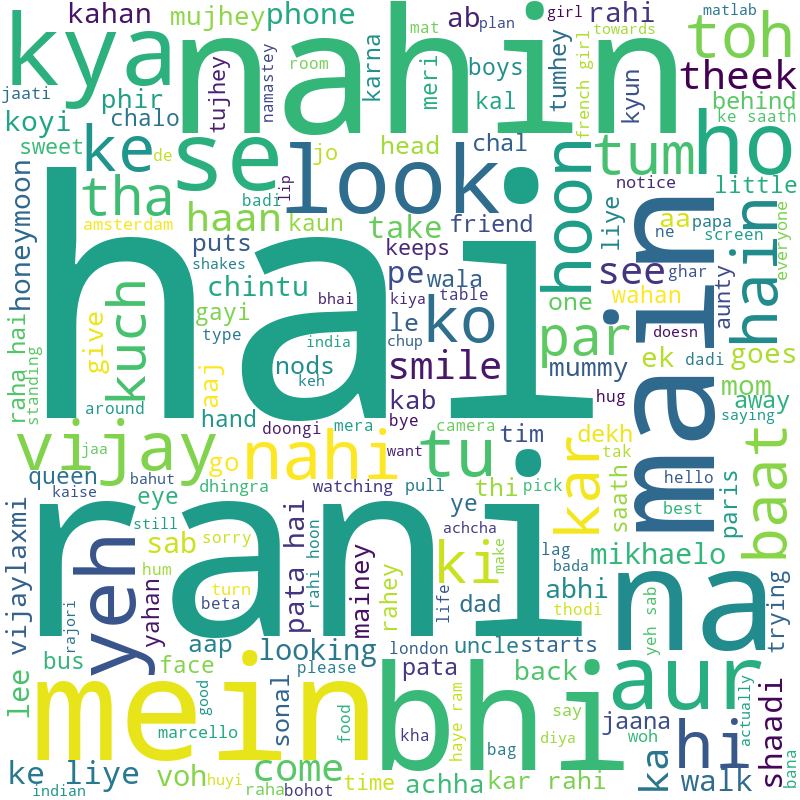 kahan
mujhey
phone
ab
plan
girl
rahi
mat
matlab
towards
toh
kya
nahin
jaati
phir
koyi
chalo
tujhey
namastey
room
karna
meri
boys
kal
tumhey
french girl
kyun
theek
behind
ke saath
sweet
ke
de
se
jo
head
look
chal
tum
ho
notice
little
tha
badi
lip
honeymoon
amsterdam
haan
kaun
take
friend
hoon
liye
aa
papa
ne
screen
everyone
puts
shakes
keeps
pe
wala
see
ghar
hain
main
aunty
wahan
raha hai
standing
give
kuch
chintu
gayi
bhai
kiya
table
le
ko
par
one
doesn
type
india
chup
hai
smile
mummy
ek
dadi
goes
aaj
nods
keh
around
hand
kab
hug
mom
away
saying
doongi
mera
bye
camera
tim
dekh
vijay
jaa
go
nahi
want
tu
kar
tak
baat
queen
kaise
bahut
eye
dhingra
watching
pull
thi
pick
saath
hello
best
paris
still
sab
sorry
pata hai
rahi hoon
ye
achcha
make
vijaylaxmi
rajori
yeh
hum
turn
rani
mainey
rahey
ki
lag
bada
abhi
mikhaelo
trying
yahan
beta
life
dad
thodi
na
lee
bus
aap
face
looking
london
uncle
starts
yeh sab
please
mein
good
marcello
sonal
food
pata
bhi
back
say
aur
jaana
actually
shaadi
kha
haye ram
bag
diya
woh
hi
ke liye
voh
come
time
achha
kar rahi
ka
walk
bana
indian
huyi
raha
bohot